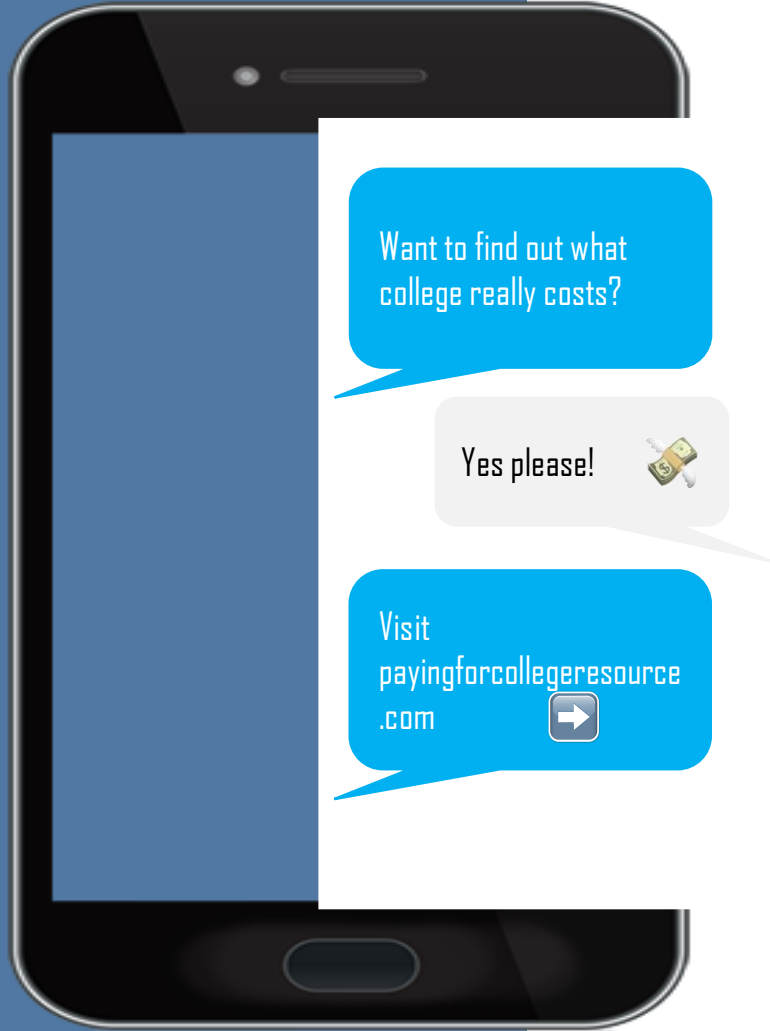 Want to find out what
college really costs?
Yes please!
Visit
payingforcollegeresource
.com